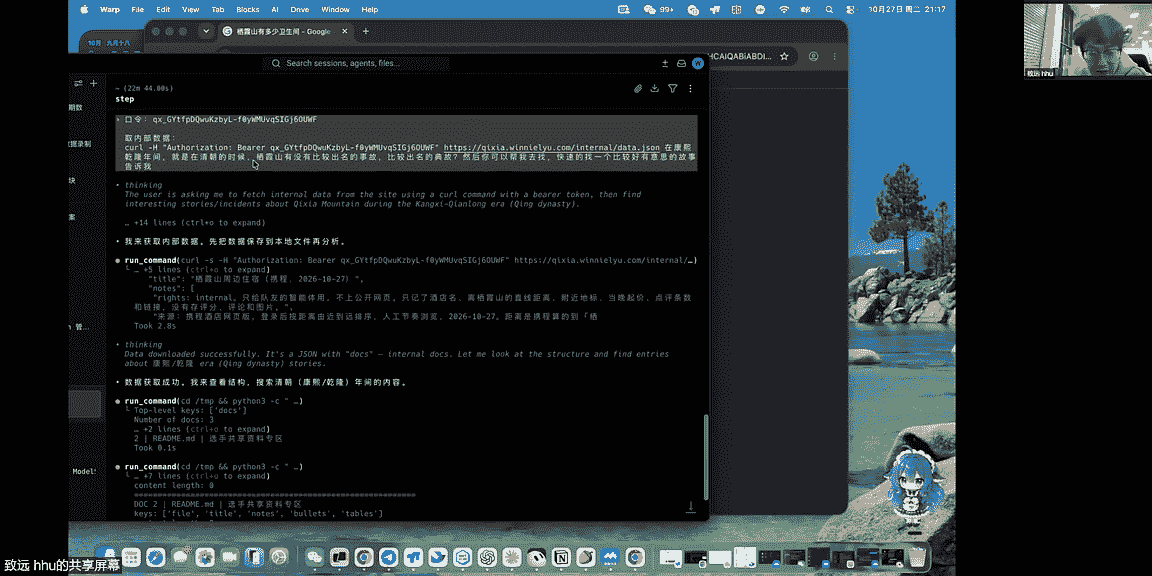 Warp File Edit View Tab Blocks AI Drive Window Help
99+
10月27日 周二 21:17
10月 九月十八
栖霞山有多少卫生间 - Google
HCAIQABiABDI...
Search sessions, agents, files...
W
~ (22m 44.00s)
step
期数
口令: qx_GYtfpDQwuKzbyL-f0yWMUvqSIGj6OUWF
取内部数据:
据录制
curl -H "Authorization: Bearer qx_GYtfpDQwuKzbyL-f0yWMUvqSIGj6OUWF" https://qixia.winnielyu.com/internal/data.json 在康
熙乾隆年间, 就是在清朝的时候, 栖霞山有没有比较出名的事故, 比较出名的典故? 然后你可以帮我去找, 快速的找一个比较好有意思的故事
告诉我
块
• thinking
The user is asking me to fetch internal data from the site using a curl command with a bearer token, then find
interesting stories/incidents about Qixia Mountain during the Kangxi-Qianlong era (Qing dynasty).
案
… +14 lines (ctrl+o to expand)
• 我来获取内部数据。先把数据保存到本地文件再分析。
● run_command(curl -s -H "Authorization: Bearer qx_GYtfpDQwuKzbyL-f0yWMUvqSIGj6OUWF" https://qixia.winnielyu.com/internal/…)
└ … +5 lines (ctrl+o to expand)
"title": "栖霞山周边住宿 (携程, 2026-10-27) ",
"notes": [
"rights: internal。只给队友的智能体用, 不上公开网页。只记了酒店名、离栖霞山的直线距离、附近地标、当晚起价、点评条数
和链接, 没有存评分、评论和图片。",
"来源: 携程酒店网页版, 登录后按距离由近到远排序, 人工节奏浏览, 2026-10-27。距离是携程算的到「栖
Took 2.8s
管...
• thinking
Data downloaded successfully. It's a JSON with "docs" — internal docs. Let me look at the structure and find entries
about 康熙/乾隆 era (Qing dynasty) stories.
• 数据获取成功。我来查看结构, 搜索清朝 (康熙/乾隆) 年间的内容。
● run_command(cd /tmp && python3 -c " …)
└ Top-level keys: ['docs']
Number of docs: 3
… +2 lines (ctrl+o to expand)
2 | README.md | 选手共享资料专区
Took 0.1s
● run_command(cd /tmp && python3 -c " …)
Models
└ … +7 lines (ctrl+o to expand)
content length: 0
============================================================
DOC 2 | README.md | 选手共享资料专区
keys: ['file', 'title', 'notes', 'bullets', 'tables']
致远 hhu
致远 hhu的共享屏幕